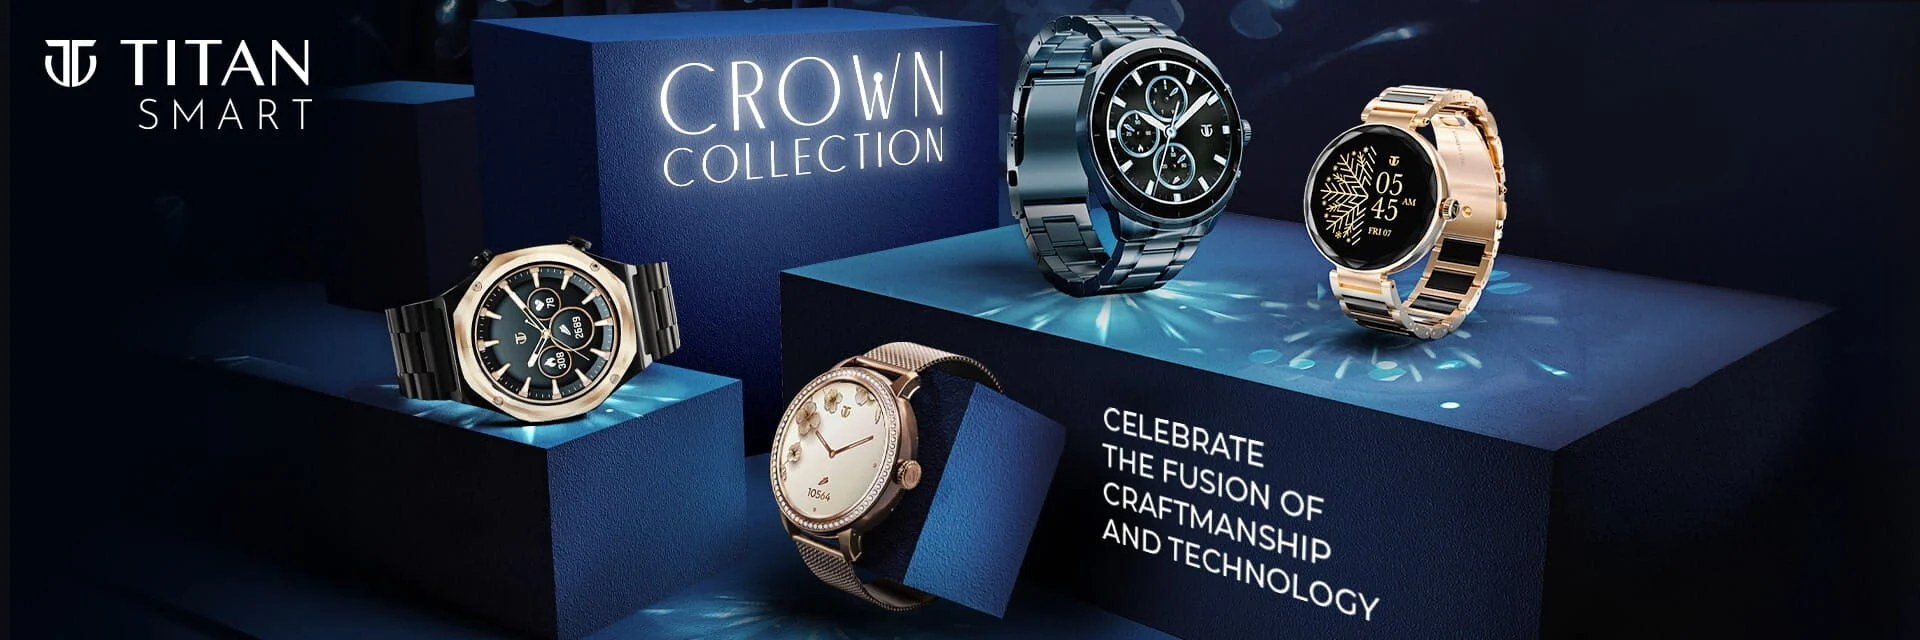 TITAN
SMART
CROWN
COLLECTION
05
45 AM
FRI 07
78
2689
308
10564
CELEBRATE
THE FUSION OF
CRAFTMANSHIP
AND TECHNOLOGY